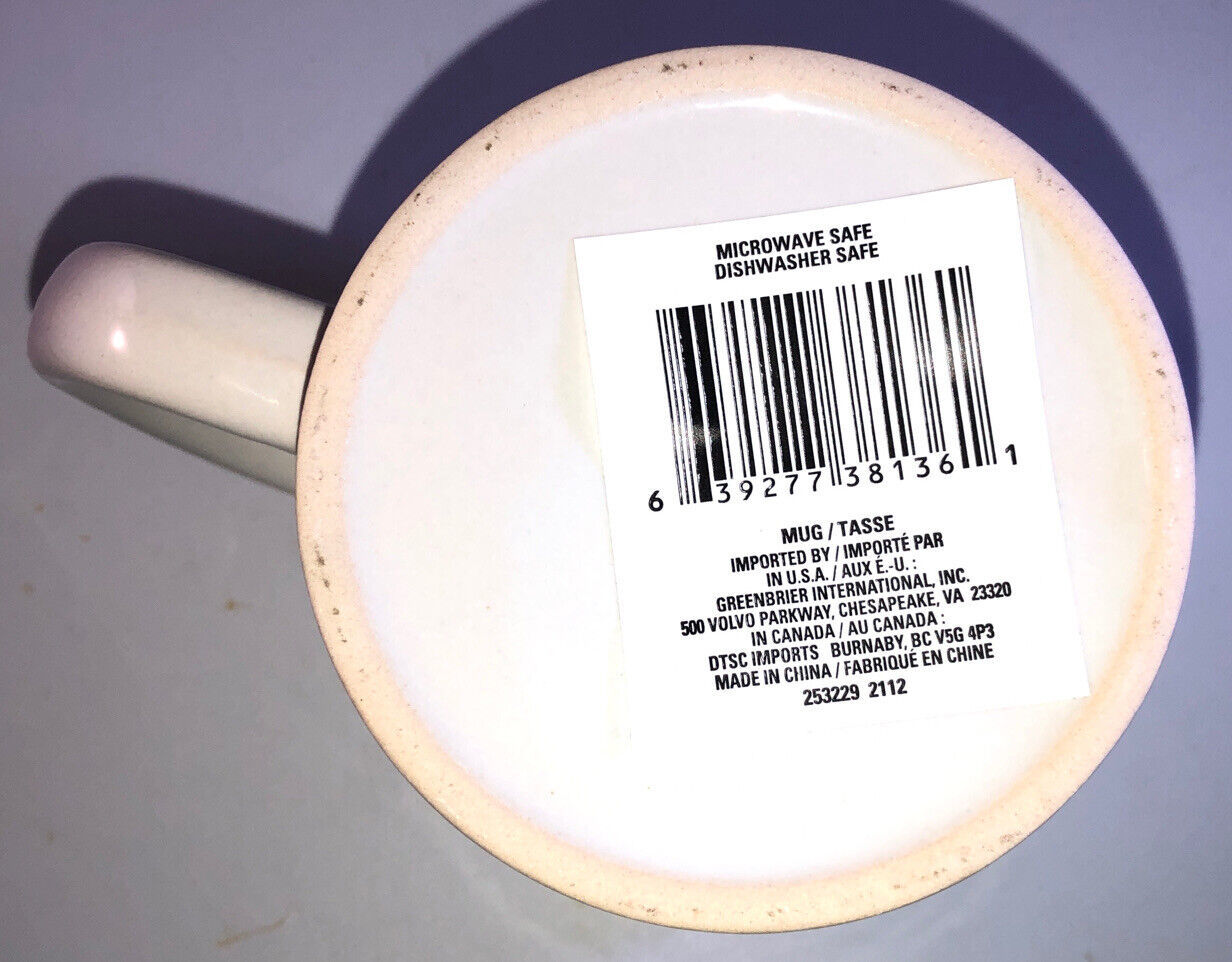 MICROWAVE SAFE
DISHWASHER SAFE
6 39277 38136 1
MUG / TASSE
IMPORTED BY / IMPORTÉ PAR
IN U.S.A. / AUX É.-U. :
GREENBRIER INTERNATIONAL, INC.
500 VOLVO PARKWAY, CHESAPEAKE, VA 23320
IN CANADA / AU CANADA :
DTSC IMPORTS BURNABY, BC V5G 4P3
MADE IN CHINA / FABRIQUÉ EN CHINE
253229 2112